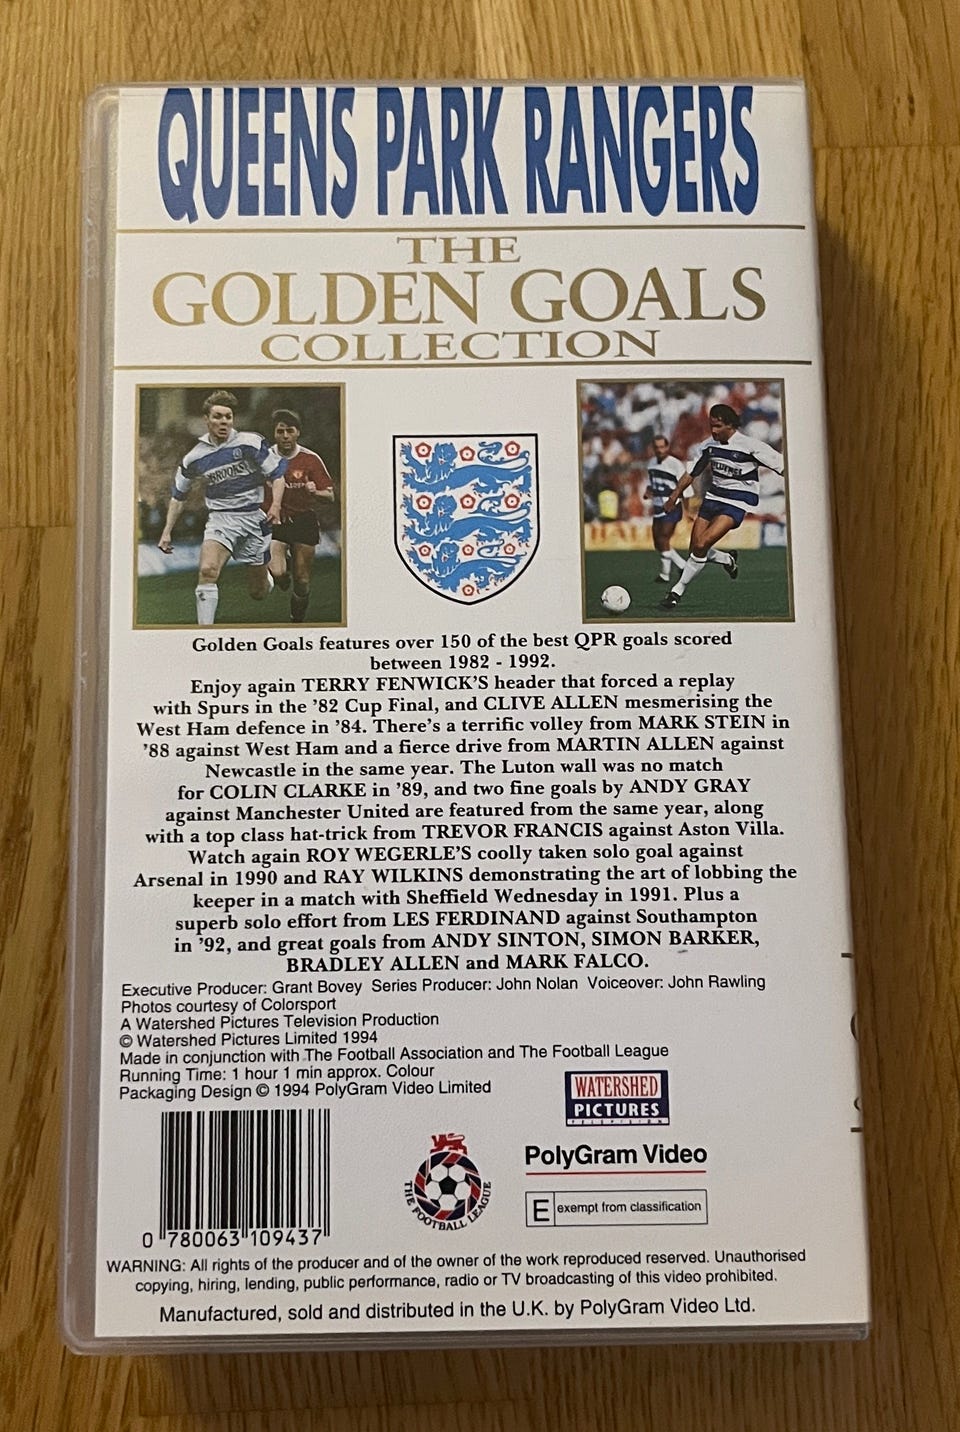 QUEENS PARK RANGERS
THE
GOLDEN GOALS
COLLECTION
BROOKS
Golden Goals features over 150 of the best QPR goals scored
between 1982 - 1992.
Enjoy again TERRY FENWICK'S header that forced a replay
with Spurs in the '82 Cup Final, and CLIVE ALLEN mesmerising the
West Ham defence in '84. There's a terrific volley from MARK STEIN in
'88 against West Ham and a fierce drive from MARTIN ALLEN against
Newcastle in the same year. The Luton wall was no match
for COLIN CLARKE in '89, and two fine goals by ANDY GRAY
against Manchester United are featured from the same year, along
with a top class hat-trick from TREVOR FRANCIS against Aston Villa.
Watch again ROY WEGERLE'S coolly taken solo goal against
Arsenal in 1990 and RAY WILKINS demonstrating the art of lobbing the
keeper in a match with Sheffield Wednesday in 1991. Plus a
superb solo effort from LES FERDINAND against Southampton
in '92, and great goals from ANDY SINTON, SIMON BARKER,
BRADLEY ALLEN and MARK FALCO.
Executive Producer: Grant Bovey Series Producer: John Nolan Voiceover: John Rawling
Photos courtesy of Colorsport
A Watershed Pictures Television Production
© Watershed Pictures Limited 1994
Made in conjunction with The Football Association and The Football League
Running Time: 1 hour 1 min approx. Colour
Packaging Design © 1994 PolyGram Video Limited
WATERSHED
PICTURES
TELEVISION
THE FOOTBALL LEAGUE
PolyGram Video
E exempt from classification
0 780063 109437
WARNING: All rights of the producer and of the owner of the work reproduced reserved. Unauthorised
copying, hiring, lending, public performance, radio or TV broadcasting of this video prohibited.
Manufactured, sold and distributed in the U.K. by PolyGram Video Ltd.